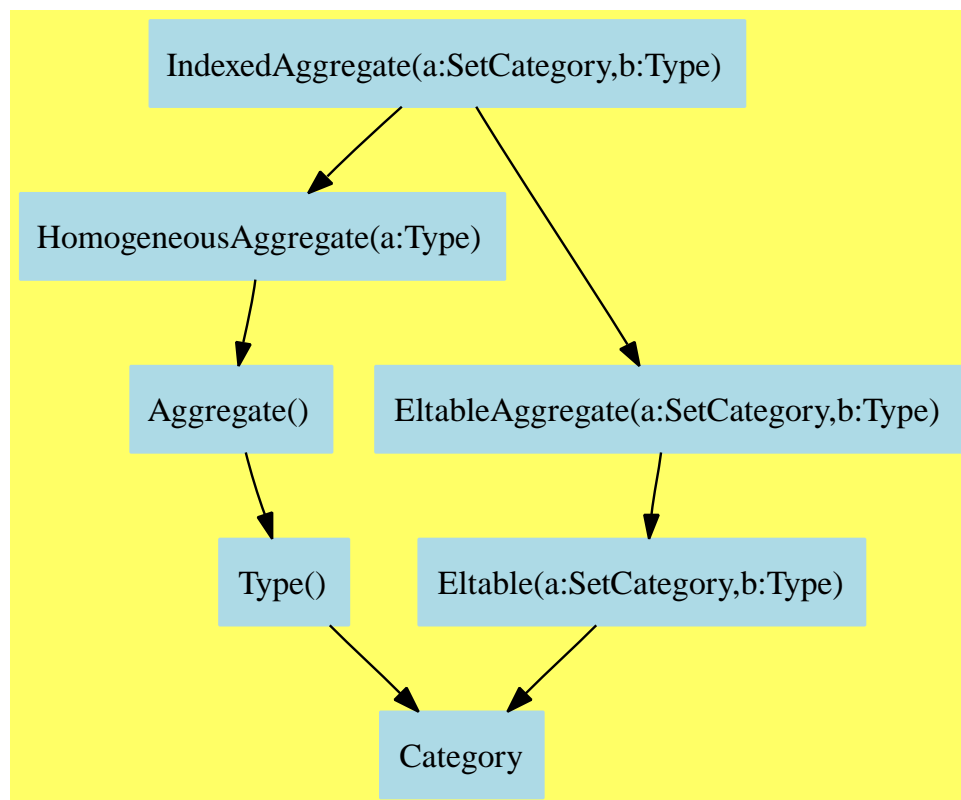 IndexedAggregate(a:SetCategory,b:Type)
HomogeneousAggregate(a:Type)
Aggregate()
EltableAggregate(a:SetCategory,b:Type)
Type()
Eltable(a:SetCategory,b:Type)
Category